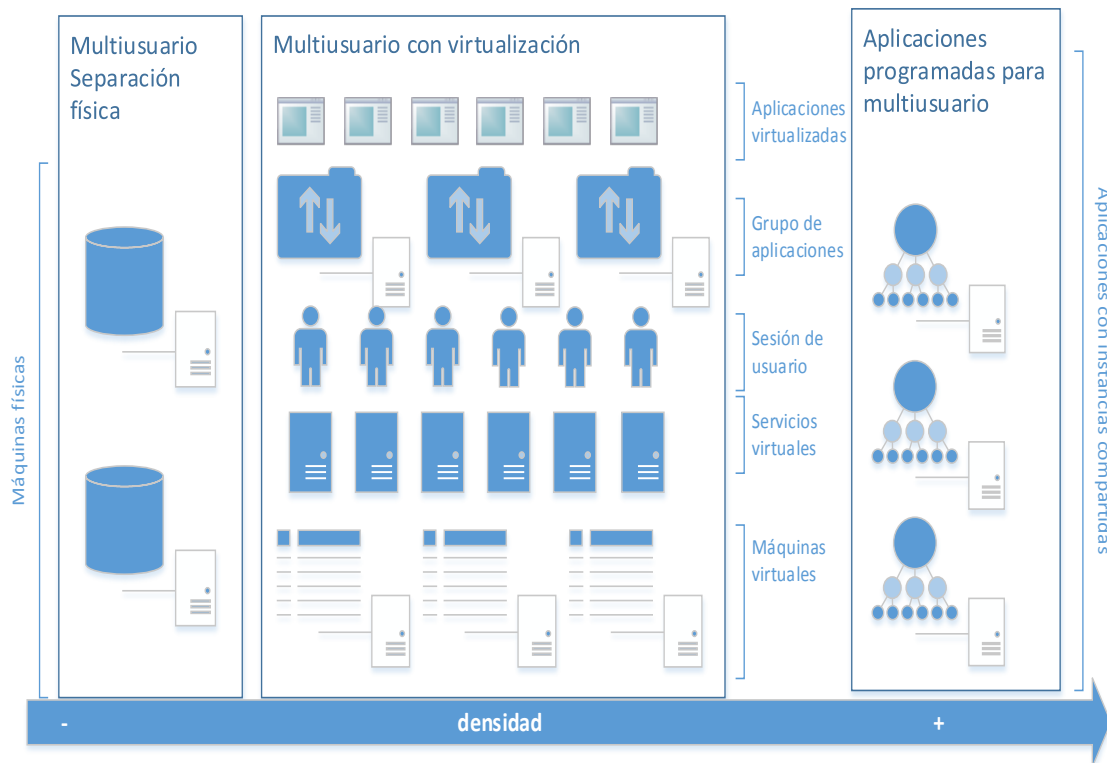 Multiusuario
Separación
física
Multiusuario con virtualización
Aplicaciones
programadas para
multiusuario
Aplicaciones
virtualizadas
Grupo de
aplicaciones
Sesión de
usuario
Servicios
virtuales
Máquinas
virtuales
Máquinas físicas
Aplicaciones con instancias compartidas
- densidad +